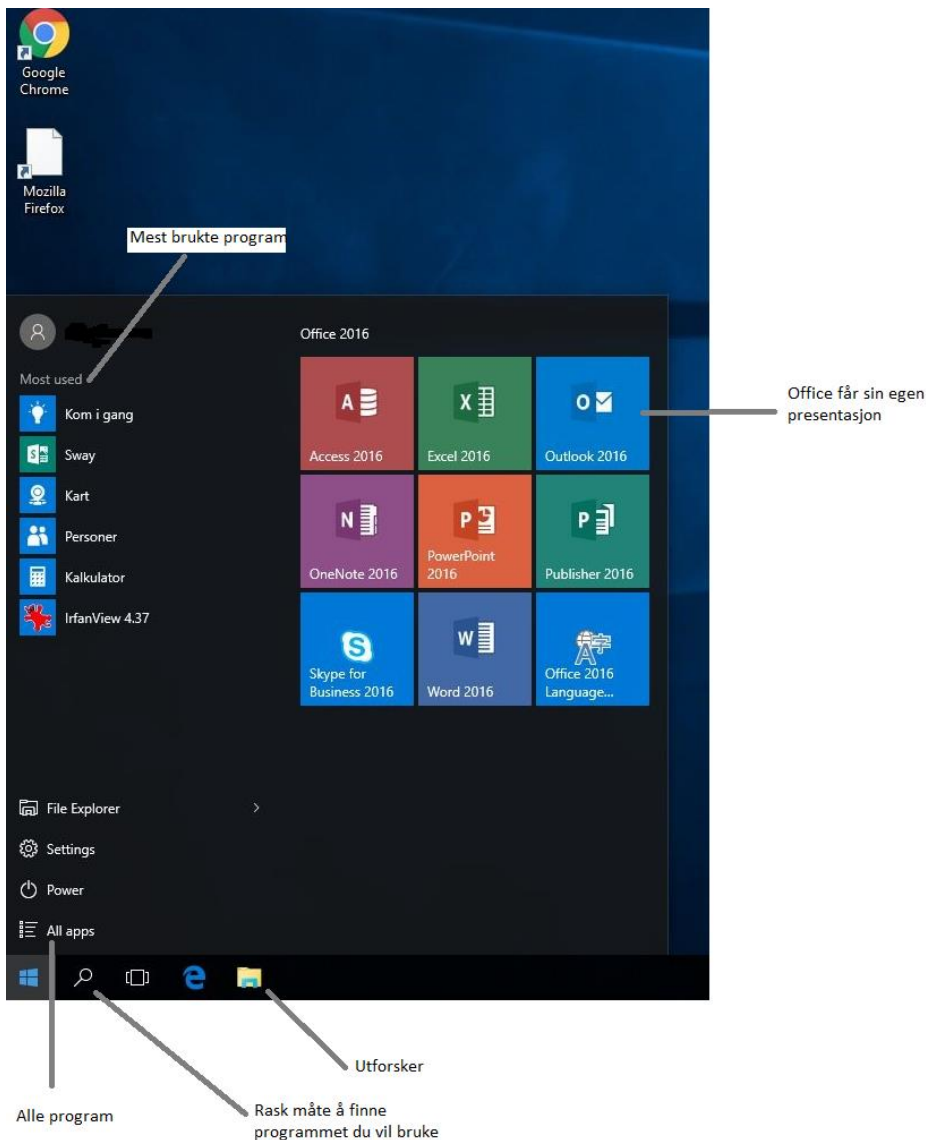 Google
Chrome
Mozilla
Firefox
Mest brukte program
Office 2016
Most used
Kom i gang
Sway
Kart
Personer
Kalkulator
IrfanView 4.37
Access 2016
Excel 2016
Outlook 2016
OneNote 2016
PowerPoint
2016
Publisher 2016
Skype for
Business 2016
Word 2016
Office 2016
Language...
Office får sin egen
presentasjon
File Explorer
Settings
Power
All apps
Utforsker
Alle program
Rask måte å finne
programmet du vil bruke